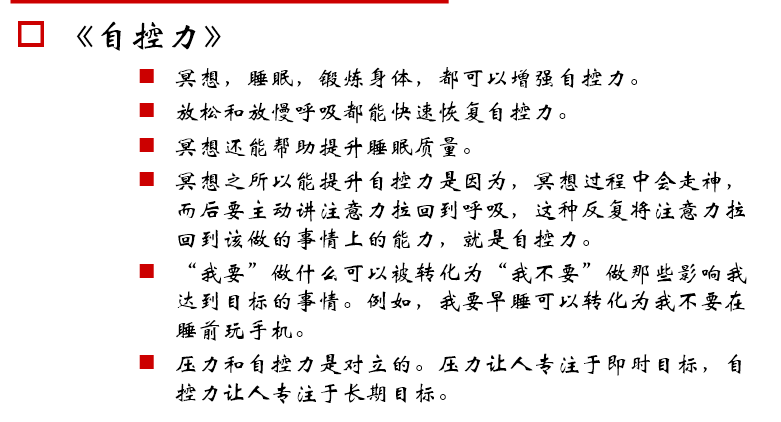 《自控力》
冥想，睡眠，锻炼身体，都可以增强自控力。
放松和放慢呼吸都能快速恢复自控力。
冥想还能帮助提升睡眠质量。
冥想之所以能提升自控力是因为，冥想过程中会走神，
而后要主动讲注意力拉回到呼吸，这种反复将注意力拉
回到该做的事情上的能力，就是自控力。
“我要”做什么可以被转化为“我不要”做那些影响我
达到目标的事情。例如，我要早睡可以转化为我不要在
睡前玩手机。
压力和自控力是对立的。压力让人专注于即时目标，自
控力让人专注于长期目标。